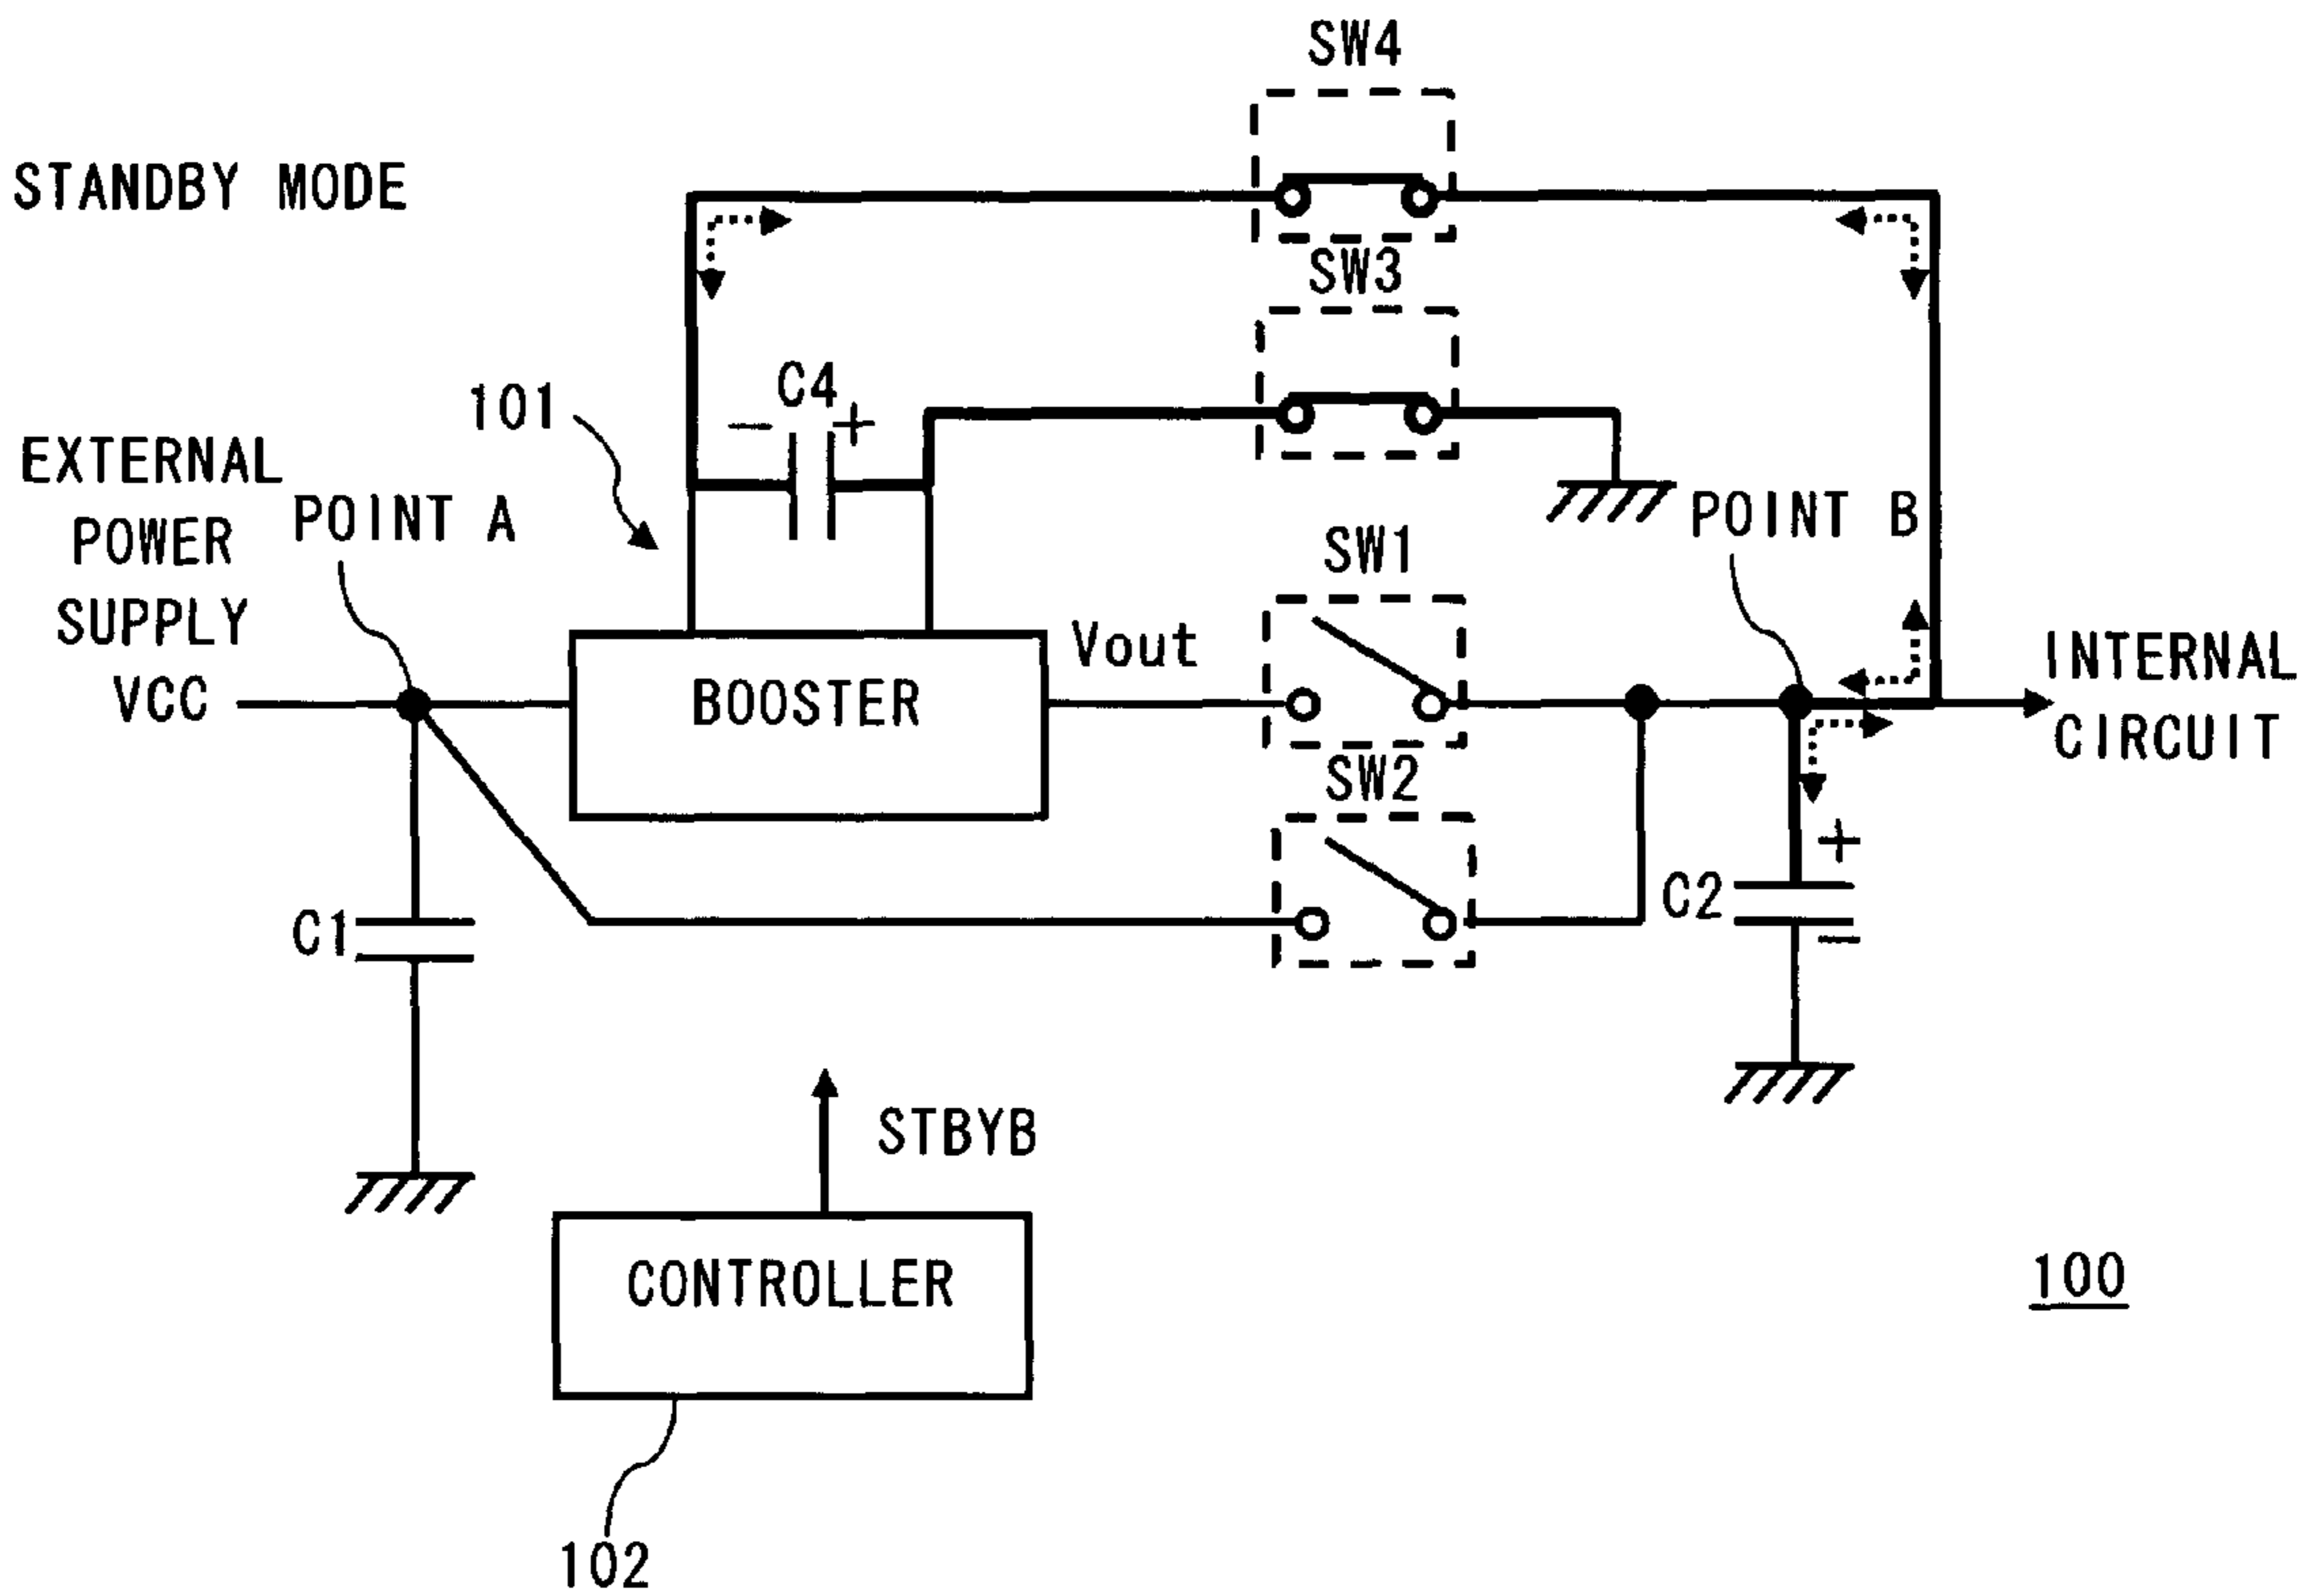 SW4
STANDBY MODE
SW3
C4
- +
101
EXTERNAL
POWER
SUPPLY
VCC
POINT A
POINT B
SW1
Vout
BOOSTER
INTERNAL
CIRCUIT
SW2
+
C2
-
C1
STBYB
CONTROLLER
100
102